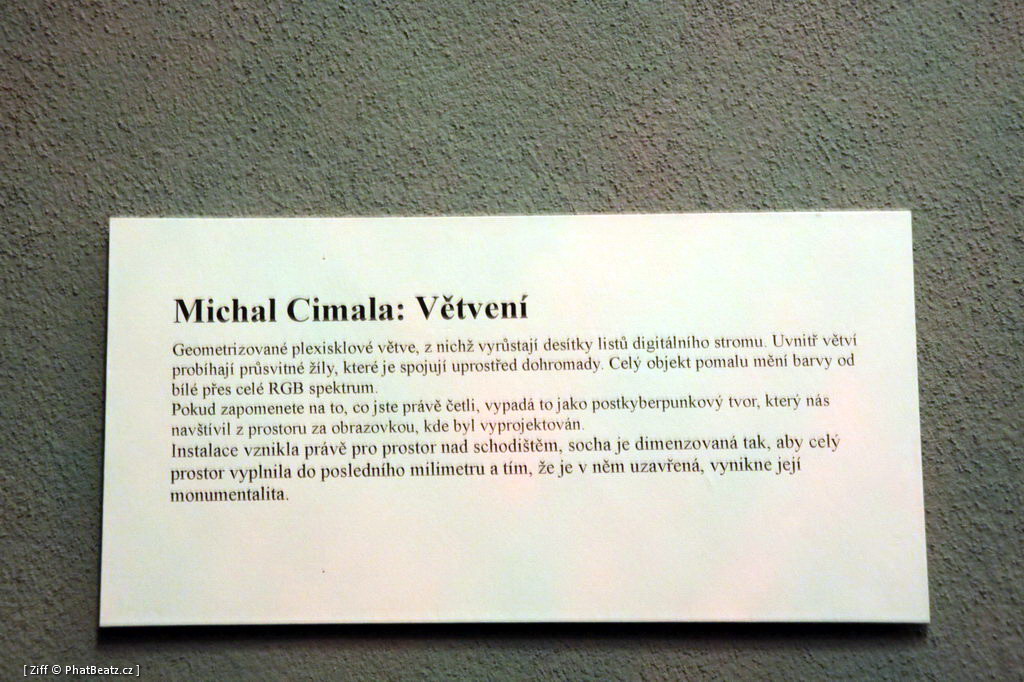 Michal Cimala: Větvení
Geometrizované plexisklové větve, z nichž vyrůstají desítky listů digitálního stromu. Uvnitř větví
probíhají průsvitné žíly, které je spojují uprostřed dohromady. Celý objekt pomalu mění barvy od
bílé přes celé RGB spektrum.
Pokud zapomenete na to, co jste právě četli, vypadá to jako postkyberpunkový tvor, který nás
navštívil z prostoru za obrazovkou, kde byl vyprojektován.
Instalace vznikla právě pro prostor nad schodištěm, socha je dimenzovaná tak, aby celý
prostor vyplnila do posledního milimetru a tím, že je v něm uzavřená, vynikne její
monumentalita.
[ Ziff © PhatBeatz.cz ]